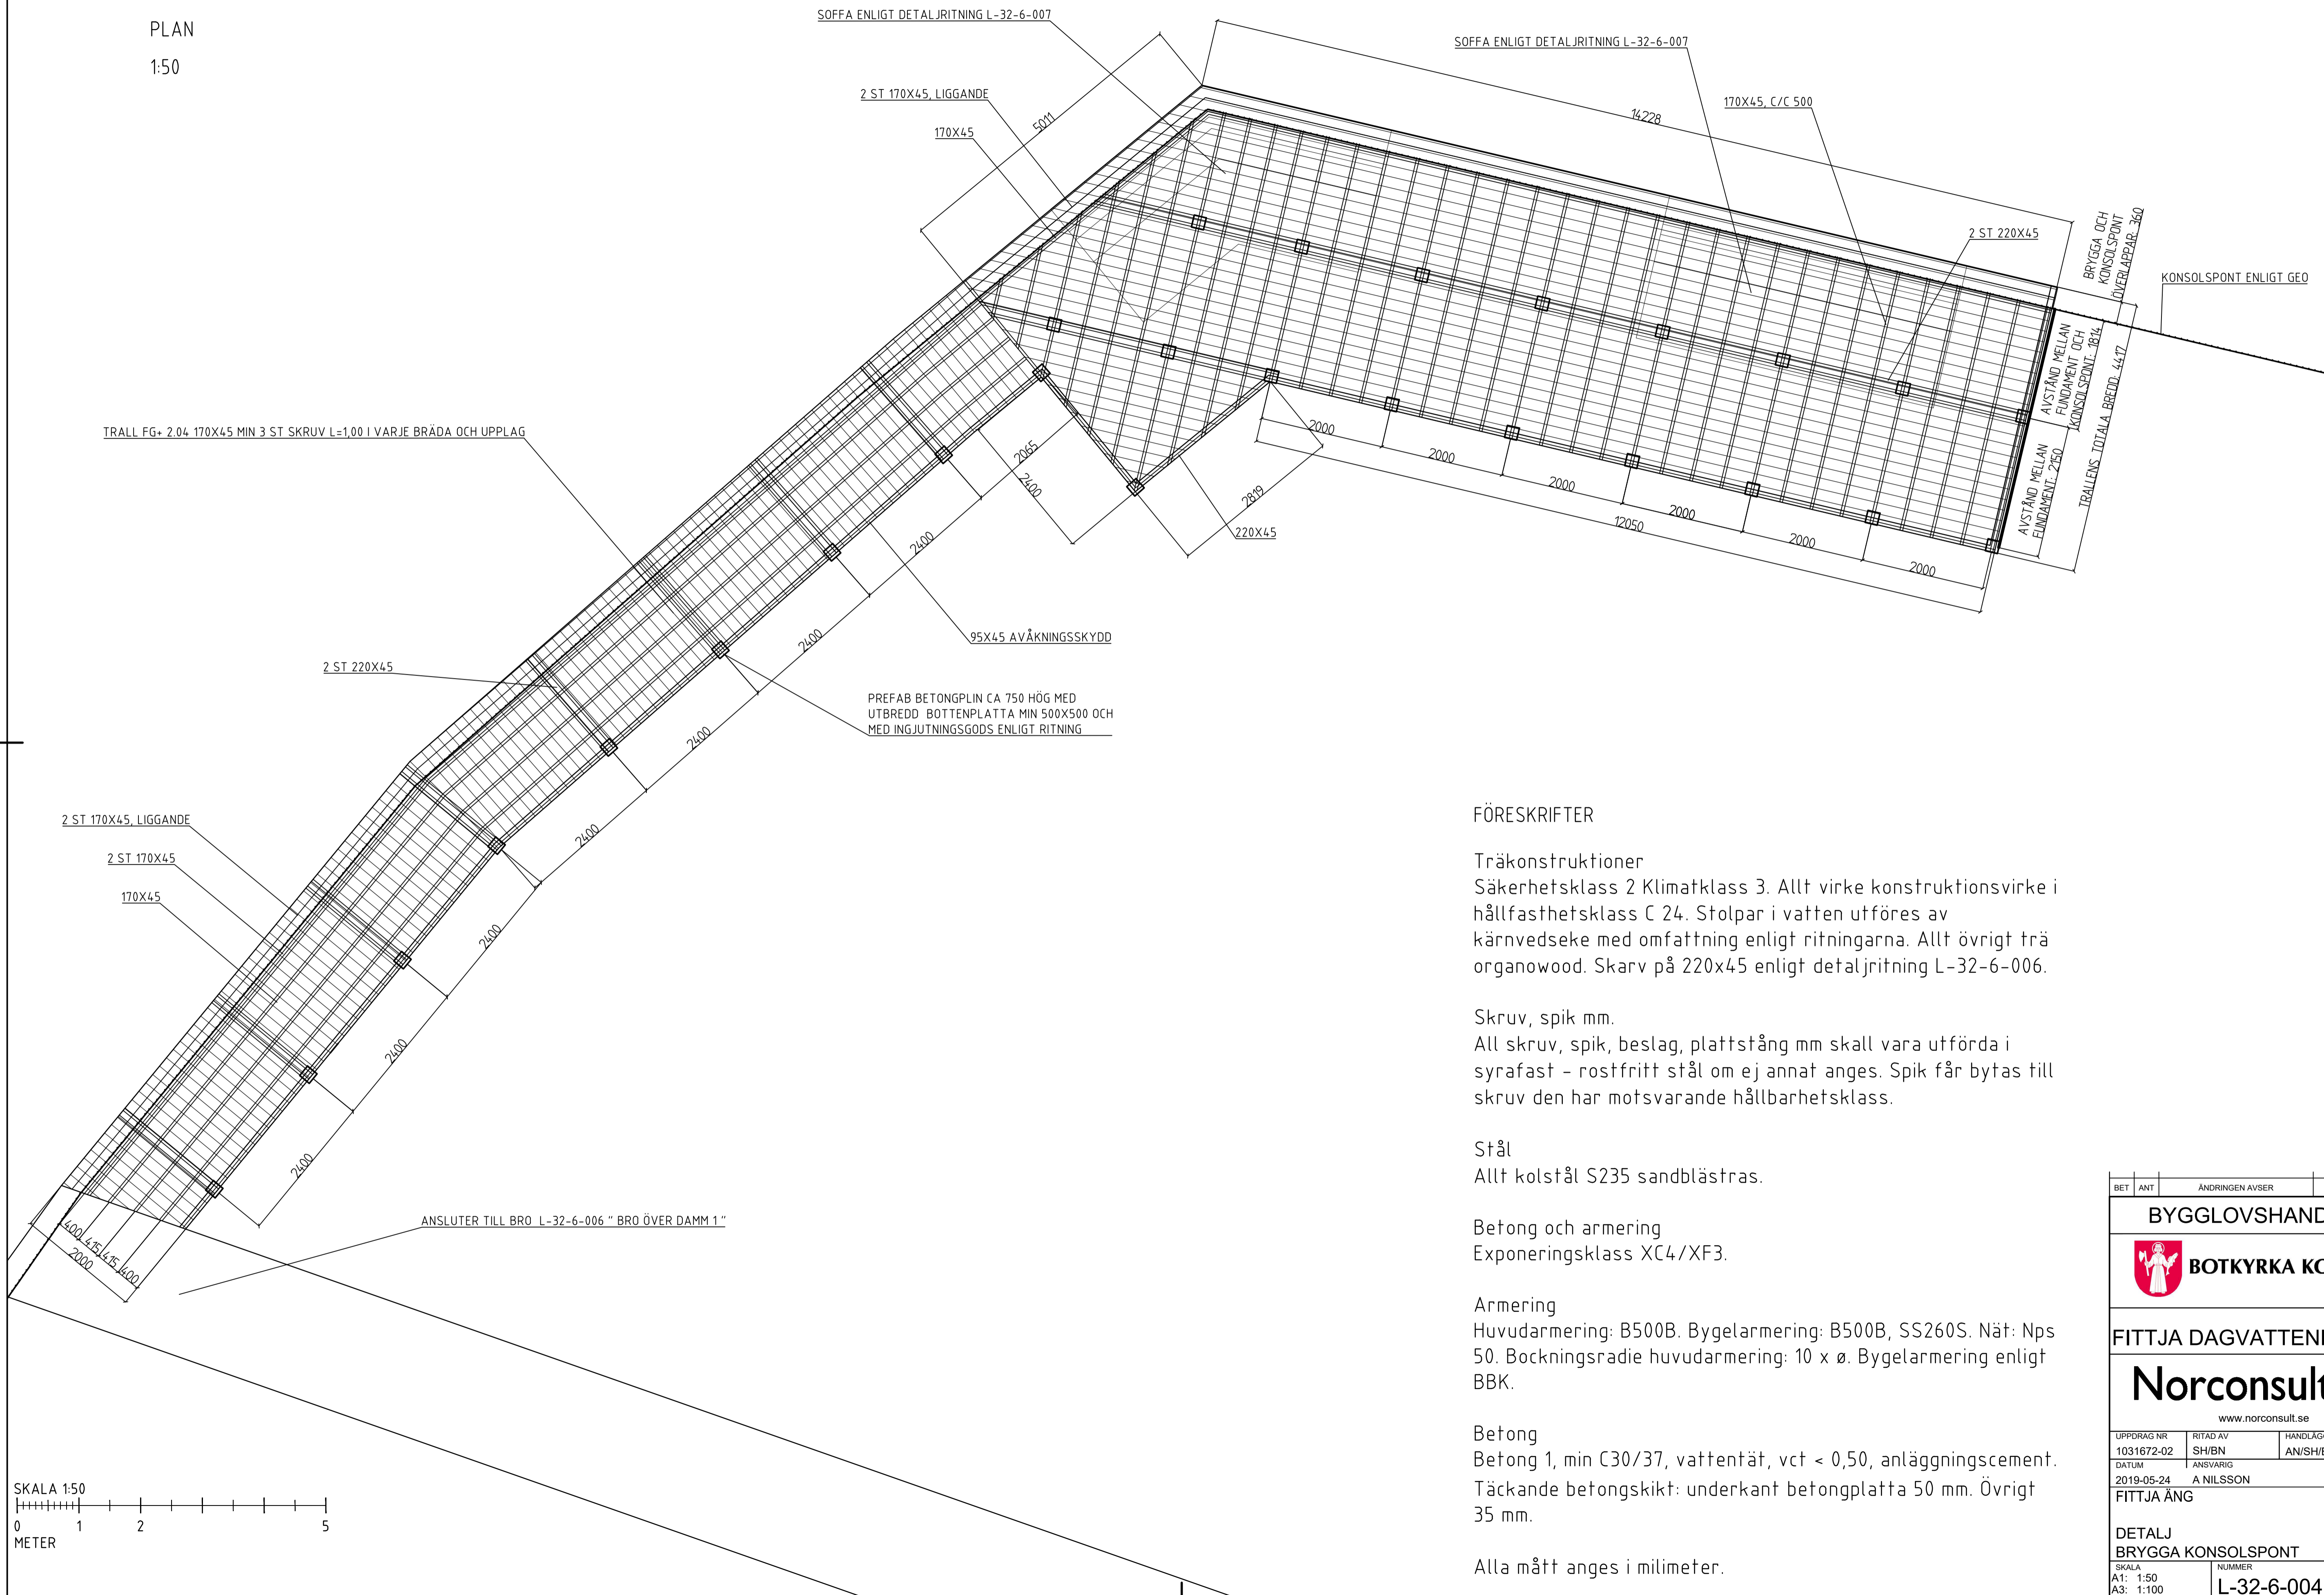 PLAN
1:50
SOFFA ENLIGT DETALJRITNING L-32-6-007
SOFFA ENLIGT DETALJRITNING L-32-6-007
2 ST 170X45, LIGGANDE
170X45
170X45, C/C 500
5011
14228
2 ST 220X45
BRYGGA OCH
KONSOLSPONT
ÖVERLAPPAR: 360
KONSOLSPONT ENLIGT GEO
AVSTÅND MELLAN
FUNDAMENT OCH
KONSOLSPONT: 1814
TRALLENS TOTALA BREDD: 4417
AVSTÅND MELLAN
FUNDAMENT: 2150
TRALL FG+ 2.04 170X45 MIN 3 ST SKRUV L=1,00 I VARJE BRÄDA OCH UPPLAG
2065
2400
2819
220X45
2000
2000
2000
2000
2000
2000
12050
2400
2400
2400
2400
95X45 AVÅKNINGSSKYDD
2 ST 220X45
PREFAB BETONGPLIN CA 750 HÖG MED
UTBREDD BOTTENPLATTA MIN 500X500 OCH
MED INGJUTNINGSGODS ENLIGT RITNING
2 ST 170X45, LIGGANDE
2 ST 170X45
170X45
2400
2400
2400
400
415
415
400
2000
ANSLUTER TILL BRO L-32-6-006 " BRO ÖVER DAMM 1 "
SKALA 1:50
0 1 2 5
METER
FÖRESKRIFTER
Träkonstruktioner
Säkerhetsklass 2 Klimatklass 3. Allt virke konstruktionsvirke i
hållfasthetsklass C 24. Stolpar i vatten utföres av
kärnvedseke med omfattning enligt ritningarna. Allt övrigt trä
organowood. Skarv på 220x45 enligt detaljritning L-32-6-006.
Skruv, spik mm.
All skruv, spik, beslag, plattstång mm skall vara utförda i
syrafast - rostfritt stål om ej annat anges. Spik får bytas till
skruv den har motsvarande hållbarhetsklass.
Stål
Allt kolstål S235 sandblästras.
Betong och armering
Exponeringsklass XC4/XF3.
Armering
Huvudarmering: B500B. Bygelarmering: B500B, SS260S. Nät: Nps
50. Bockningsradie huvudarmering: 10 x ø. Bygelarmering enligt
BBK.
Betong
Betong 1, min C30/37, vattentät, vct < 0,50, anläggningscement.
Täckande betongskikt: underkant betongplatta 50 mm. Övrigt
35 mm.
Alla mått anges i milimeter.
BET ANT ÄNDRINGEN AVSER
BYGGLOVSHAND
BOTKYRKA KO
FITTJA DAGVATTEN
Norconsult
www.norconsult.se
UPPDRAG NR RITAD AV HANDLÄG
1031672-02 SH/BN AN/SH/
DATUM ANSVARIG
2019-05-24 A NILSSON
FITTJA ÄNG
DETALJ
BRYGGA KONSOLSPONT
SKALA NUMMER
A1: 1:50
A3: 1:100
L-32-6-004